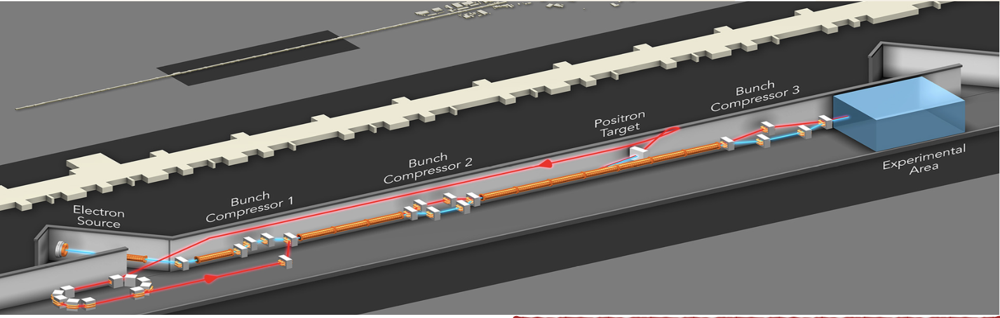 Electron
Source
Bunch
Compressor 1
Bunch
Compressor 2
Positron
Target
Bunch
Compressor 3
Experimental
Area